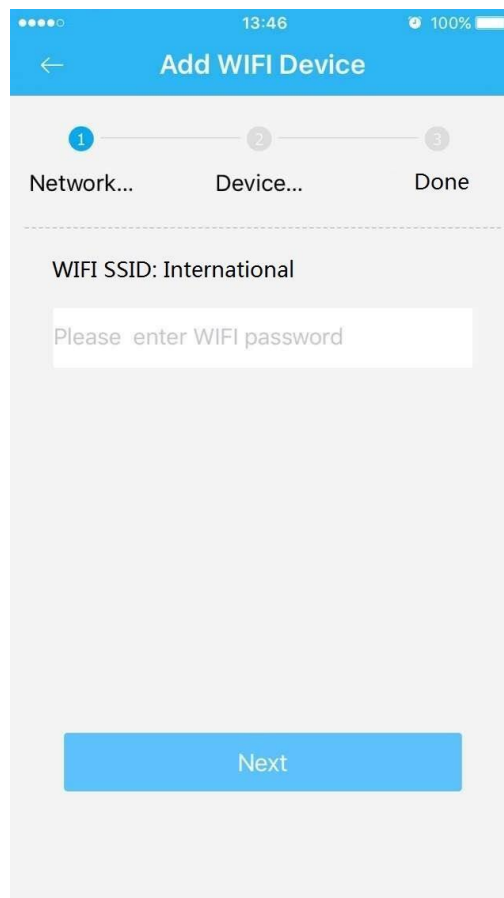 13:46 100%
Add WIFI Device
1 2 3
Network... Device... Done
WIFI SSID: International
Please enter WIFI password
Next